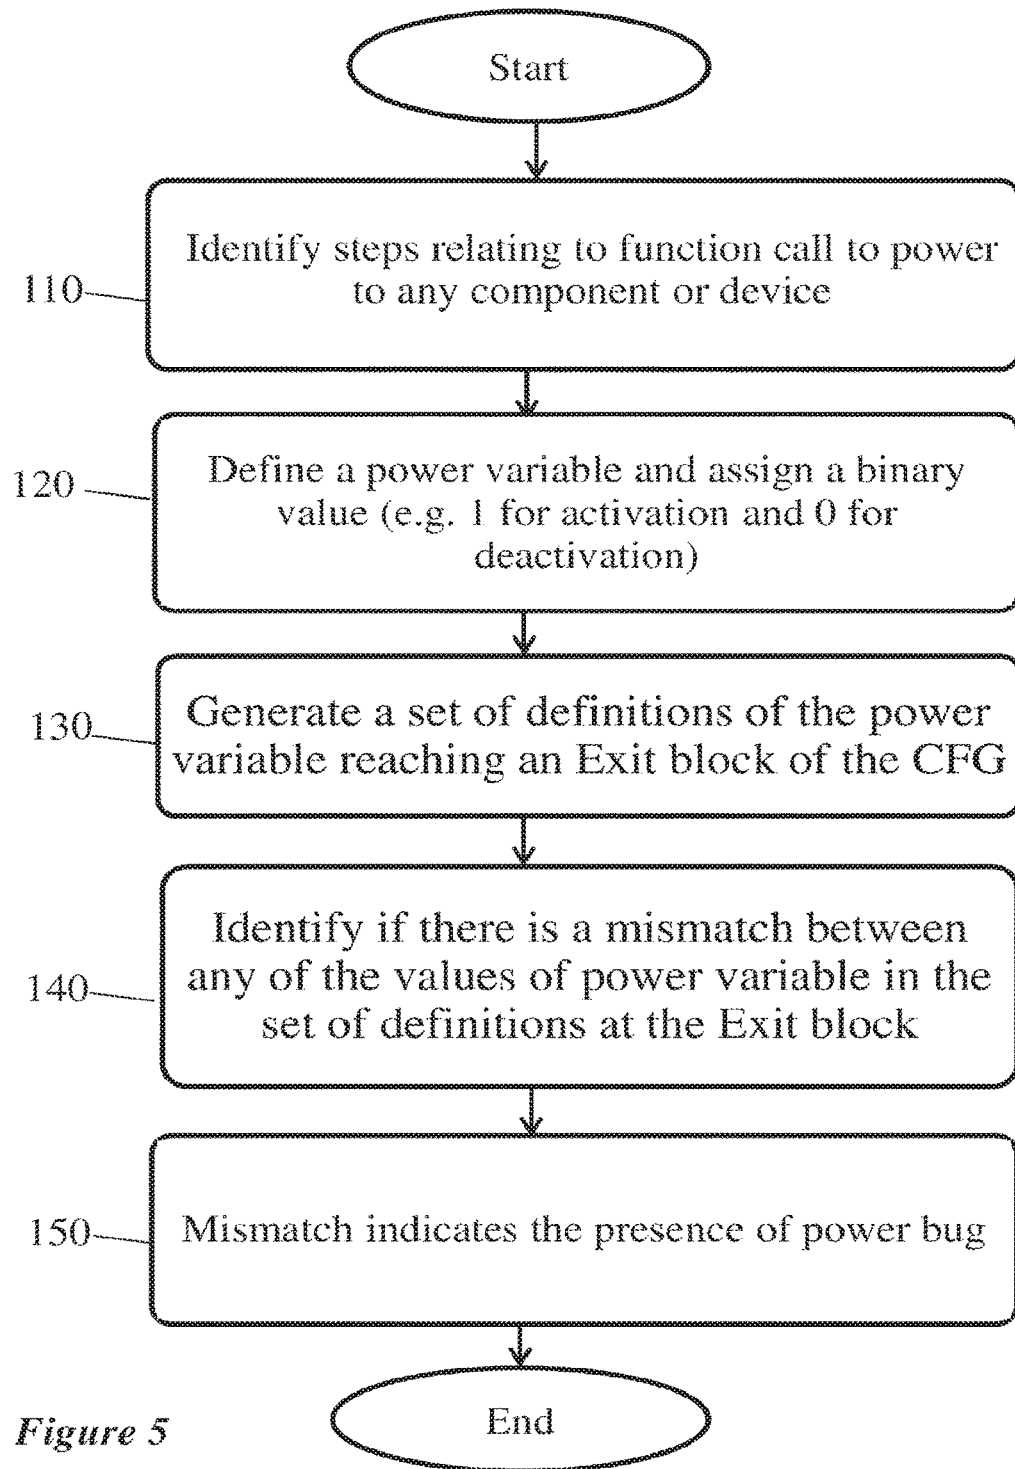 Start
110
Identify steps relating to function call to power
to any component or device
120
Define a power variable and assign a binary
value (e.g. 1 for activation and 0 for
deactivation)
130
Generate a set of definitions of the power
variable reaching an Exit block of the CFG
140
Identify if there is a mismatch between
any of the values of power variable in the
set of definitions at the Exit block
150
Mismatch indicates the presence of power bug
End
Figure 5